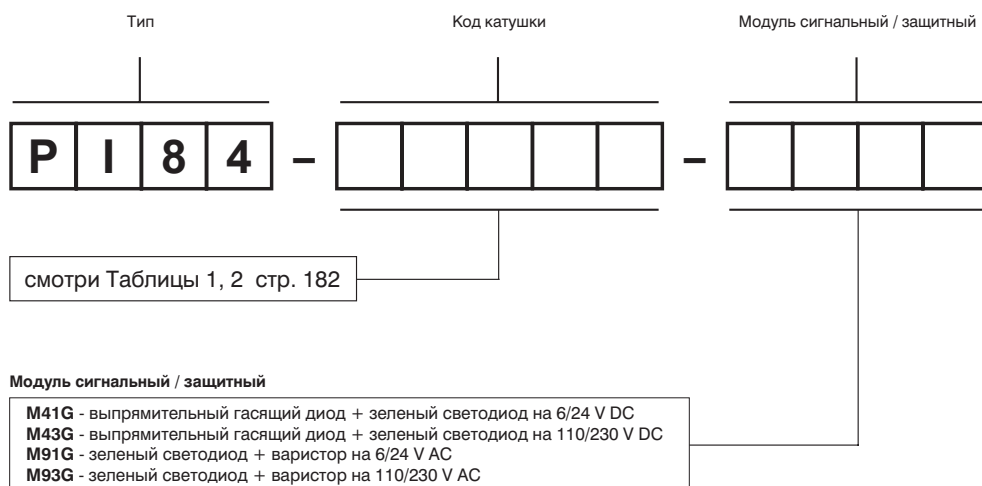 Тип Код катушки Модуль сигнальный / защитный
P I 8 4 – –
смотри Таблицы 1, 2 стр. 182
Модуль сигнальный / защитный
M41G - выпрямительный гасящий диод + зеленый светодиод на 6/24 V DC
M43G - выпрямительный гасящий диод + зеленый светодиод на 110/230 V DC
M91G - зеленый светодиод + варистор на 6/24 V AC
M93G - зеленый светодиод + варистор на 110/230 V AC